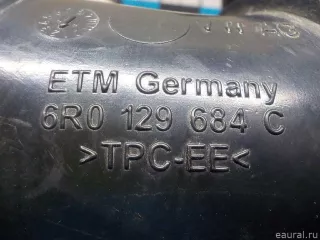 ETM Germany
6R0 129 684 C
>TPC-EE<
eaural.ru